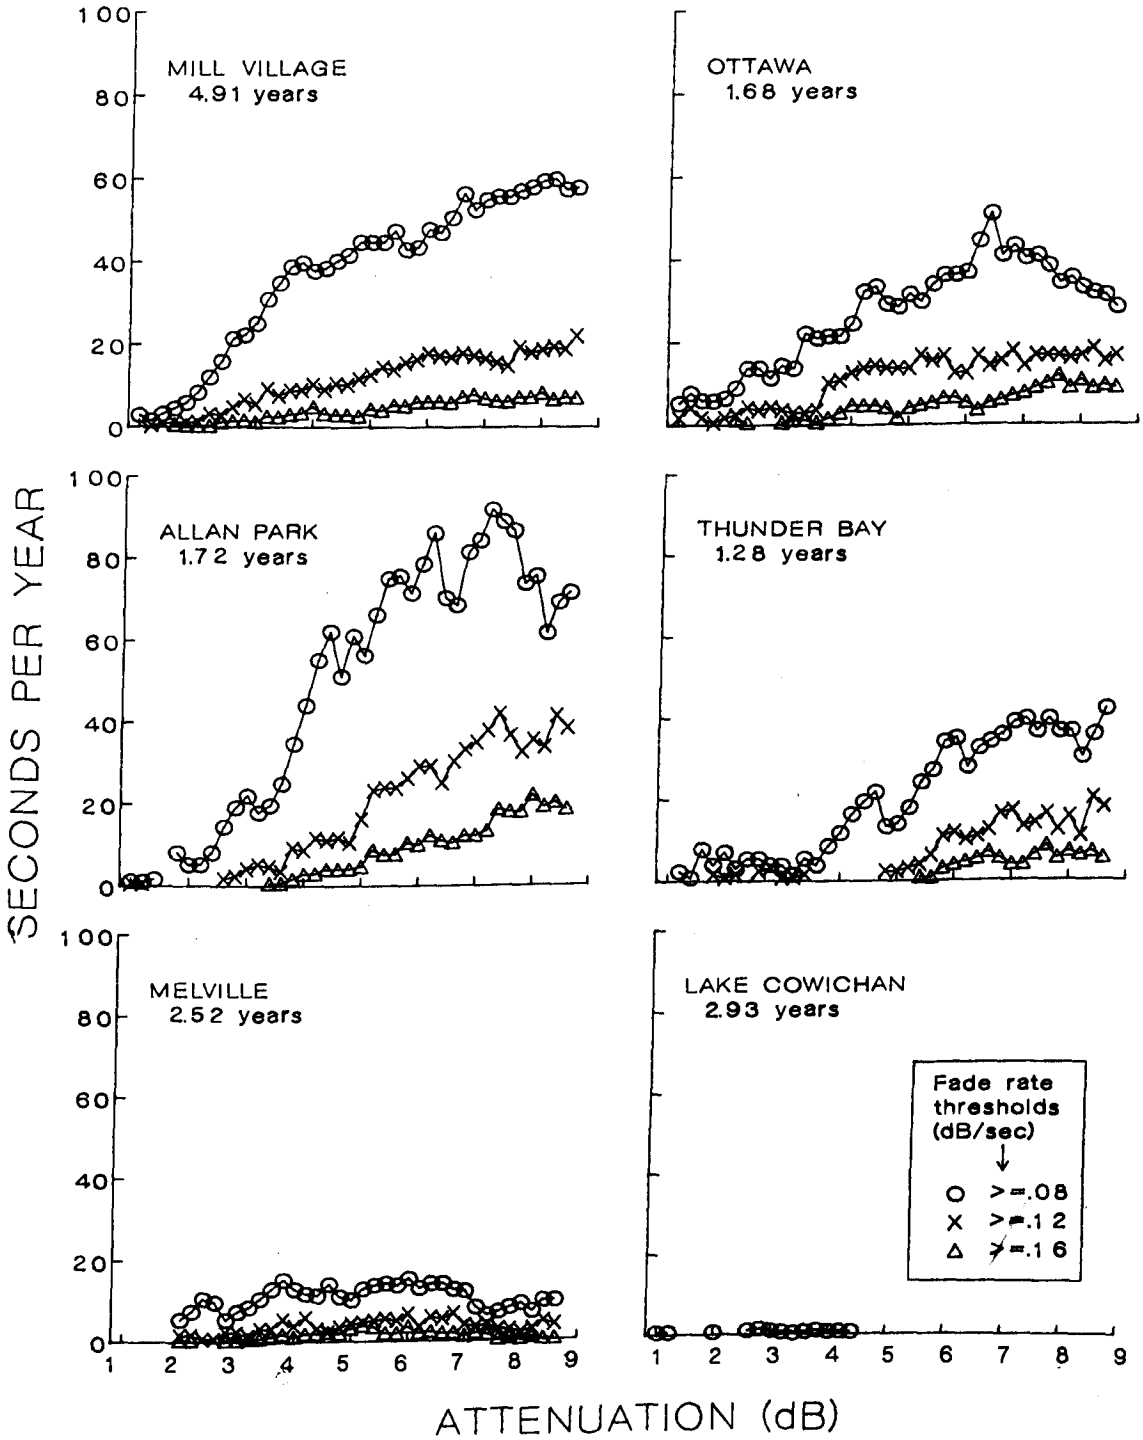 100
80
60
40
20
0
MILL VILLAGE
4.91 years
OTTAWA
1.68 years
SECONDS PER YEAR
100
80
60
40
20
0
ALLAN PARK
1.72 years
THUNDER BAY
1.28 years
100
80
60
40
20
0
MELVILLE
2.52 years
LAKE COWICHAN
2.93 years
Fade rate
thresholds
(dB/sec)
↓
>=.08
>=.12
>=.16
1 2 3 4 5 6 7 8 9
1 2 3 4 5 6 7 8 9
ATTENUATION (dB)